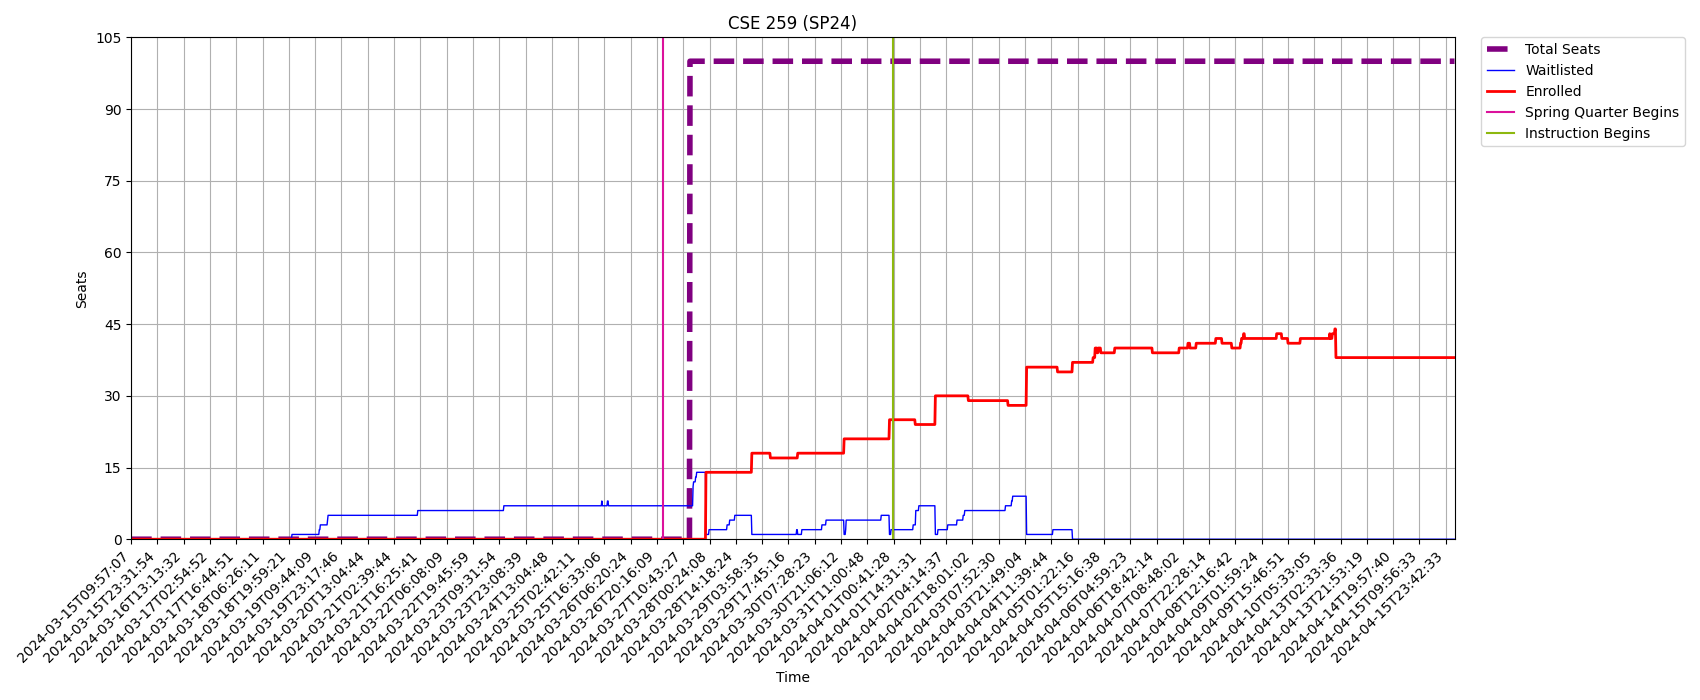 CSE 259 (SP24)
105
90
75
60
45
30
15
0
Seats
Total Seats
Waitlisted
Enrolled
Spring Quarter Begins
Instruction Begins
2024-03-15T09:57:07
2024-03-15T23:31:54
2024-03-16T13:13:32
2024-03-17T02:54:52
2024-03-17T16:44:51
2024-03-18T06:26:11
2024-03-18T19:59:21
2024-03-19T09:44:09
2024-03-19T23:17:46
2024-03-20T13:04:44
2024-03-21T02:39:44
2024-03-21T16:25:41
2024-03-22T06:08:09
2024-03-22T19:45:59
2024-03-23T09:31:54
2024-03-23T23:08:39
2024-03-24T13:04:48
2024-03-25T02:42:11
2024-03-25T16:33:06
2024-03-26T06:20:24
2024-03-26T20:16:09
2024-03-27T10:43:27
2024-03-28T00:24:08
2024-03-28T14:18:24
2024-03-29T03:58:35
2024-03-29T17:45:16
2024-03-30T07:28:23
2024-03-30T21:06:12
2024-03-31T11:00:48
2024-04-01T00:41:28
2024-04-01T14:31:31
2024-04-02T04:14:37
2024-04-02T18:01:02
2024-04-03T07:52:30
2024-04-03T21:49:04
2024-04-04T11:39:44
2024-04-05T01:22:16
2024-04-05T15:16:38
2024-04-06T04:59:23
2024-04-06T18:42:14
2024-04-07T08:48:02
2024-04-07T22:28:14
2024-04-08T12:16:42
2024-04-09T01:59:24
2024-04-09T15:46:51
2024-04-10T05:33:05
2024-04-13T02:33:36
2024-04-13T21:53:19
2024-04-14T19:57:40
2024-04-15T09:56:33
2024-04-15T23:42:33
Time